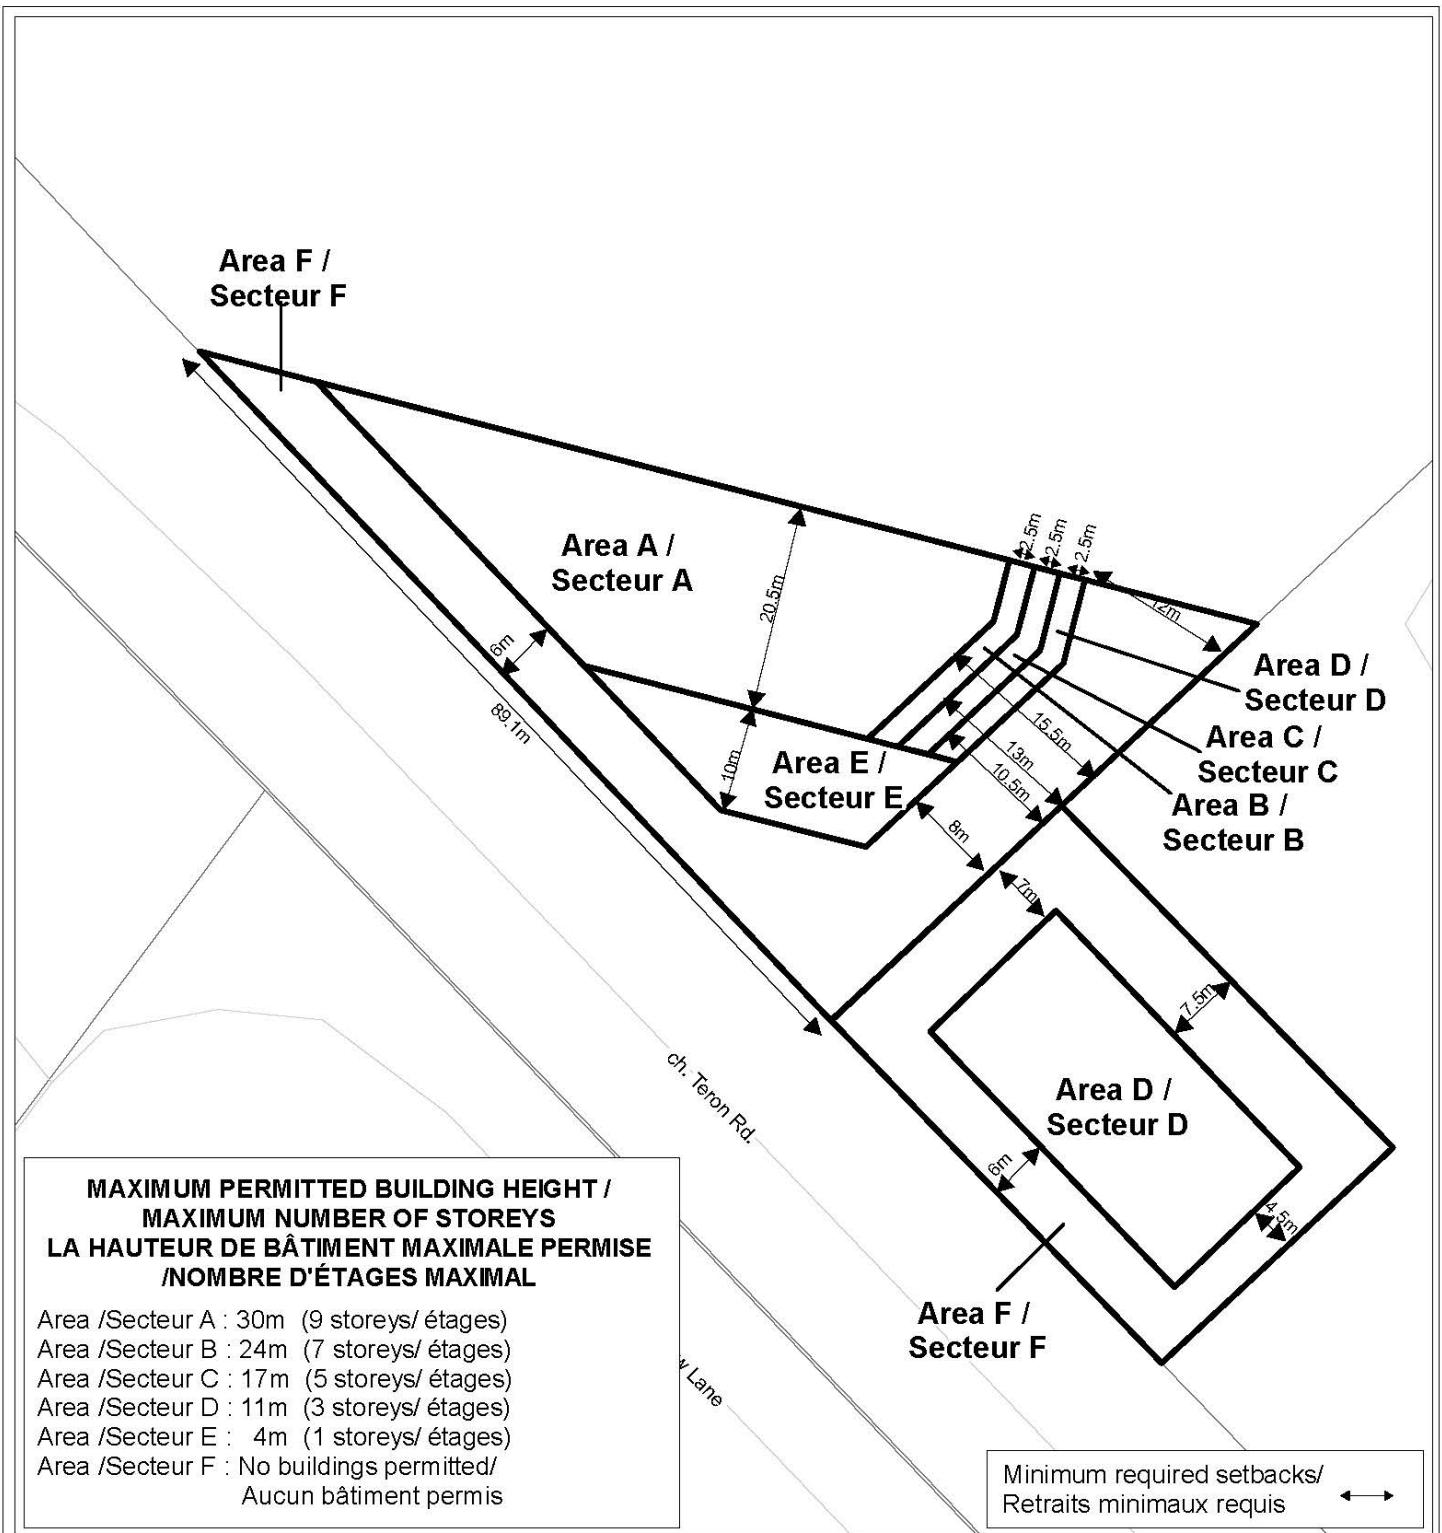 Area F /
Secteur F
Area A /
Secteur A
20.5m
2.5m
2.5m
2.5m
12m
6m
89.1m
Area D /
Secteur D
Area C /
Secteur C
Area B /
Secteur B
15.5m
13m
10.5m
10m
Area E /
Secteur E
8m
7m
7.5m
Area D /
Secteur D
6m
4.5m
ch. Teron Rd.
Area F /
Secteur F
Lane
MAXIMUM PERMITTED BUILDING HEIGHT /
MAXIMUM NUMBER OF STOREYS
LA HAUTEUR DE BÂTIMENT MAXIMALE PERMISE
/NOMBRE D'ÉTAGES MAXIMAL
Area /Secteur A : 30m (9 storeys/ étages)
Area /Secteur B : 24m (7 storeys/ étages)
Area /Secteur C : 17m (5 storeys/ étages)
Area /Secteur D : 11m (3 storeys/ étages)
Area /Secteur E : 4m (1 storeys/ étages)
Area /Secteur F : No buildings permitted/
Aucun bâtiment permis
Minimum required setbacks/
Retraits minimaux requis